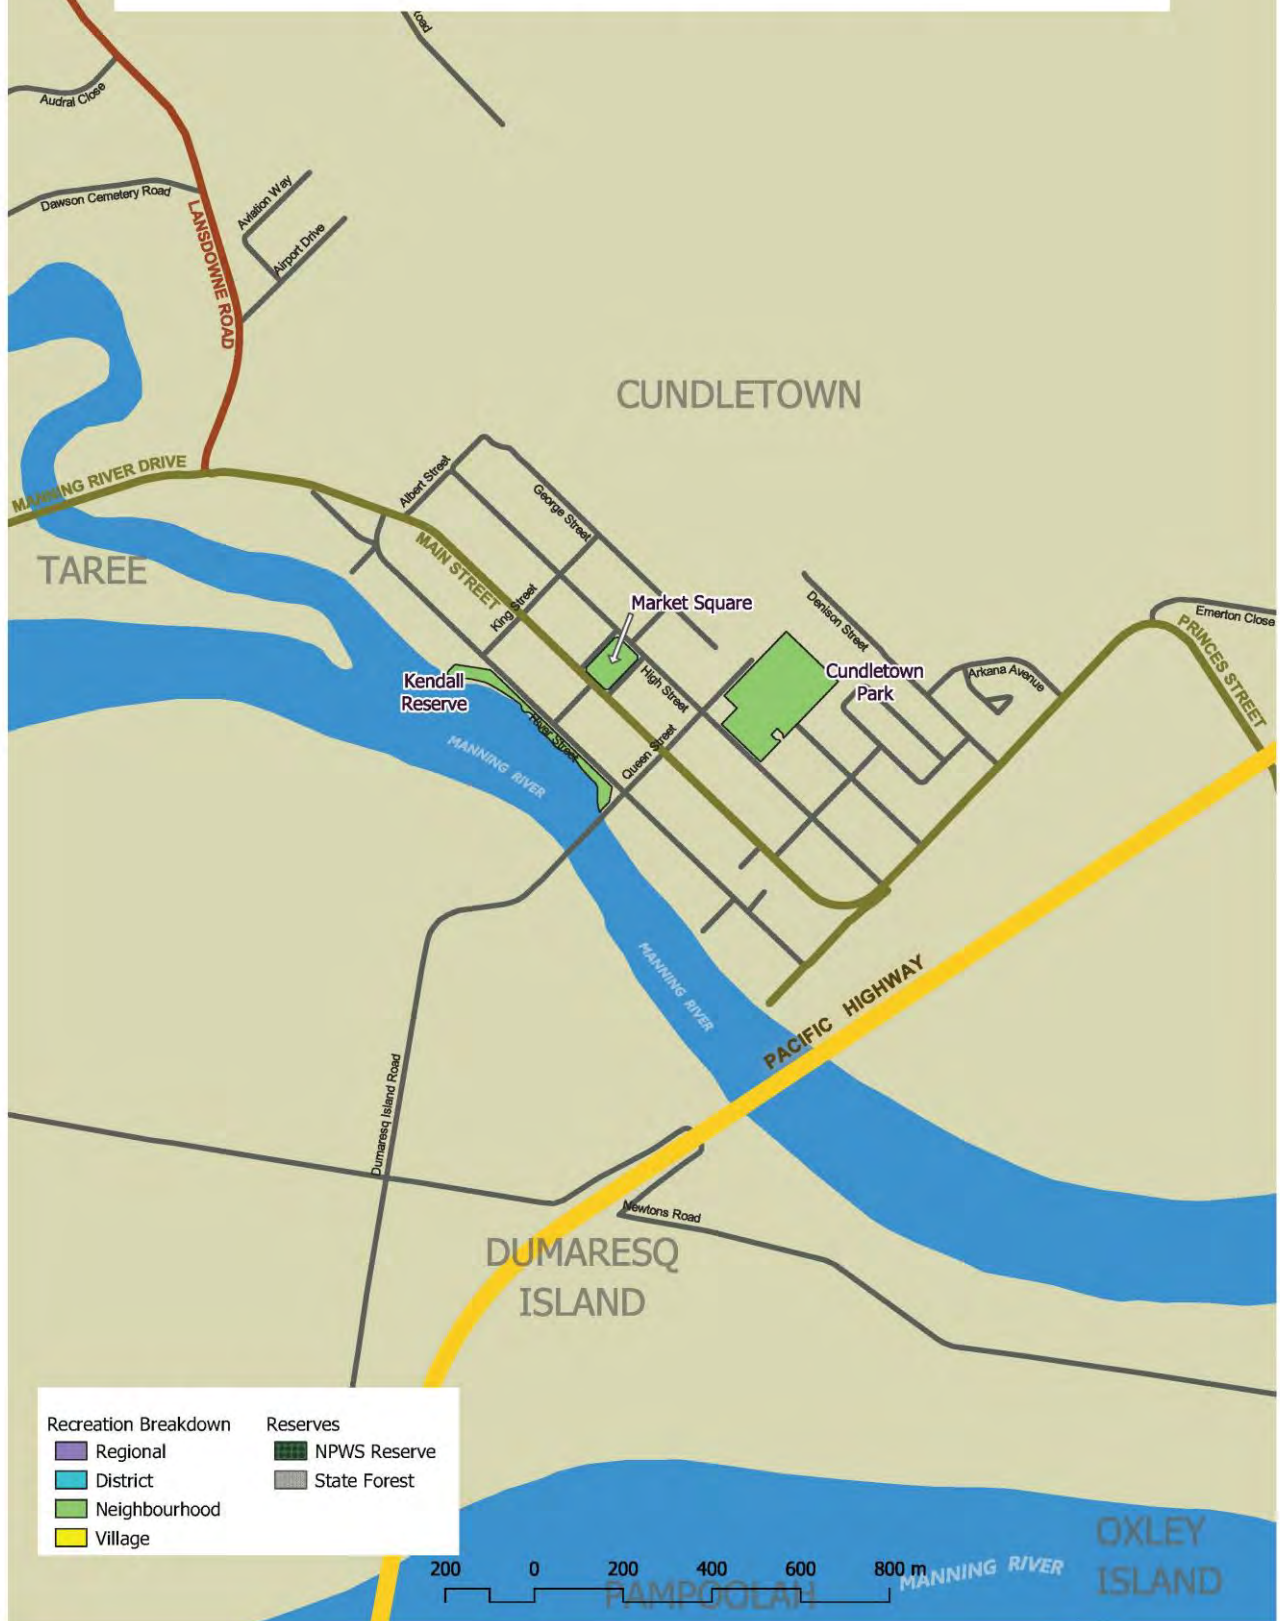 oad
Audral Close
Dawson Cemetery Road
Aviation Way
Airport Drive
LANSDOWNE ROAD
CUNDLETOWN
MANNING RIVER DRIVE
Albert Street
George Street
TAREE
MAIN STREET
King Street
Market Square
Denison Street
Emerton Close
PRINCES STREET
Kendall
Reserve
High Street
Cundletown
Park
Arkana Avenue
River Street
Queen Street
MANNING RIVER
MANNING RIVER
PACIFIC HIGHWAY
Dumaresq Island Road
Newtons Road
DUMARESQ
ISLAND
Recreation Breakdown
Regional
District
Neighbourhood
Village
Reserves
NPWS Reserve
State Forest
200 0 200 400 600 800 m
PAMPOOLAH
MANNING RIVER
OXLEY
ISLAND